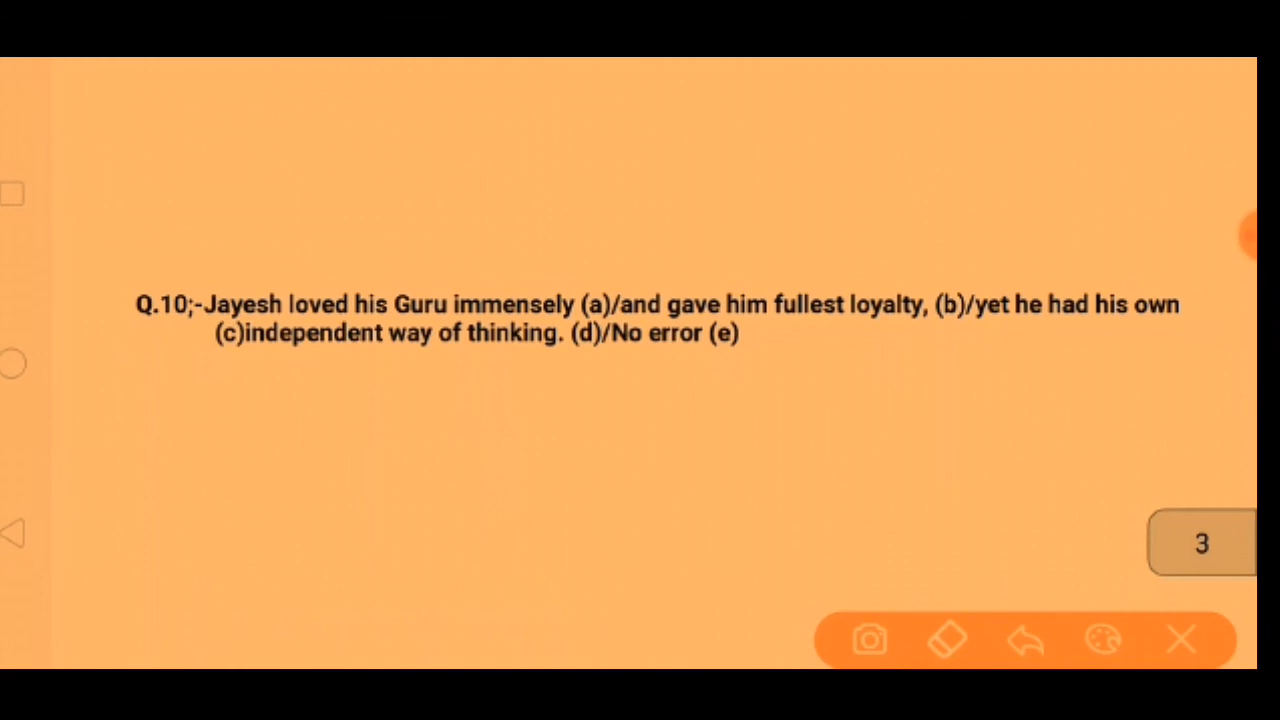 Q.10;-Jayesh loved his Guru immensely (a)/and gave him fullest loyalty, (b)/yet he had his own
(c)independent way of thinking. (d)/No error (e)
3